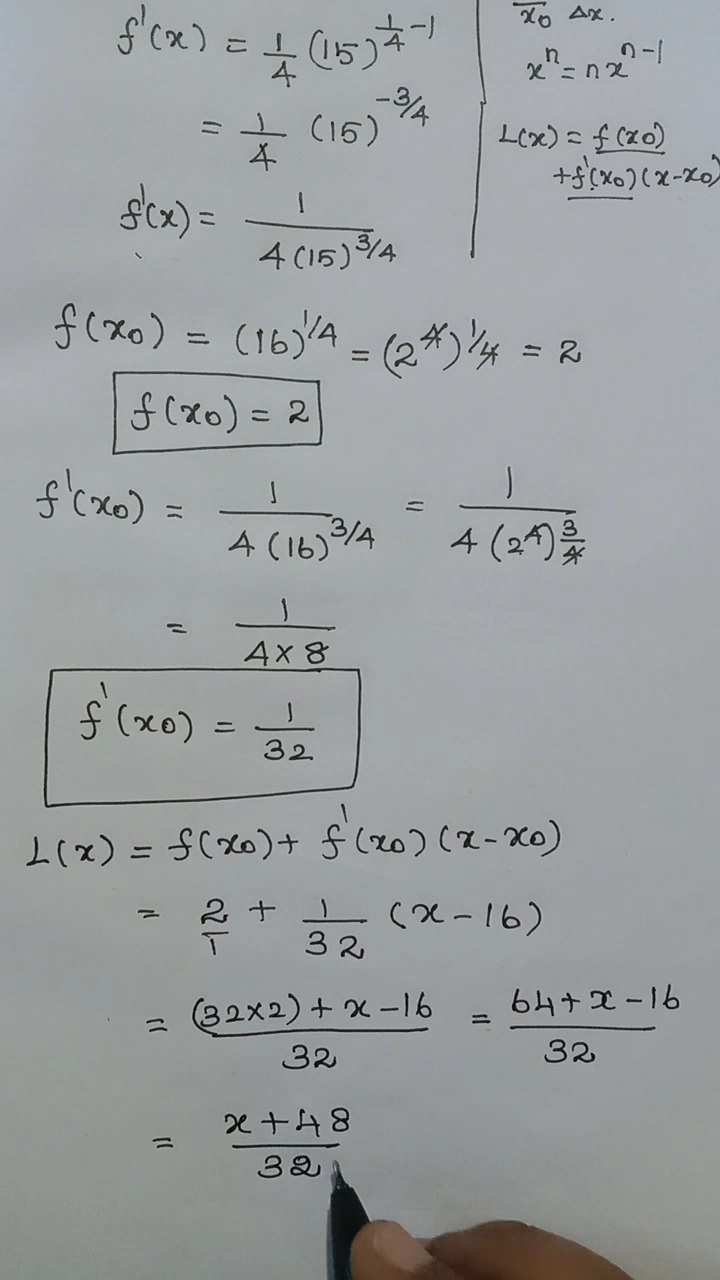 f'(x) = 1/4 (15)^(1/4 - 1)
= 1/4 (15)^(-3/4)
f'(x) = 1/(4(15)^(3/4))
x0 Δx.
x^n = nx^(n-1)
L(x) = f(x0)
+f'(x0)(x-x0)
f(x0) = (16)^(1/4) = (2^4)^(1/4) = 2
f(x0) = 2
f'(x0) = 1/(4(16)^(3/4)) = 1/(4(2^4)^(3/4))
= 1/(4×8)
f'(x0) = 1/32
L(x) = f(x0) + f'(x0)(x-x0)
= 2/1 + 1/32 (x-16)
= ((32×2)+x-16)/32 = (64+x-16)/32
= (x+48)/32